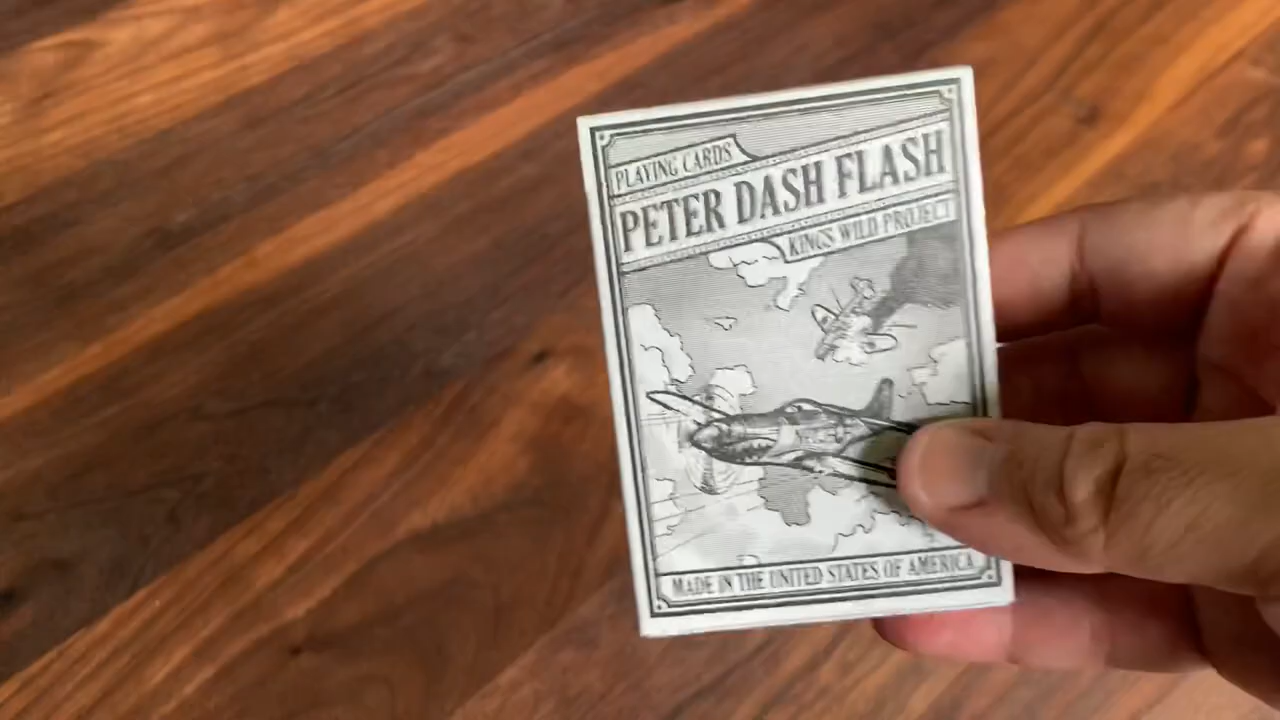 PLAYING CARDS
PETER DASH FLASH
KINGS WILD PROJECT
MADE IN THE UNITED STATES OF AMERICA